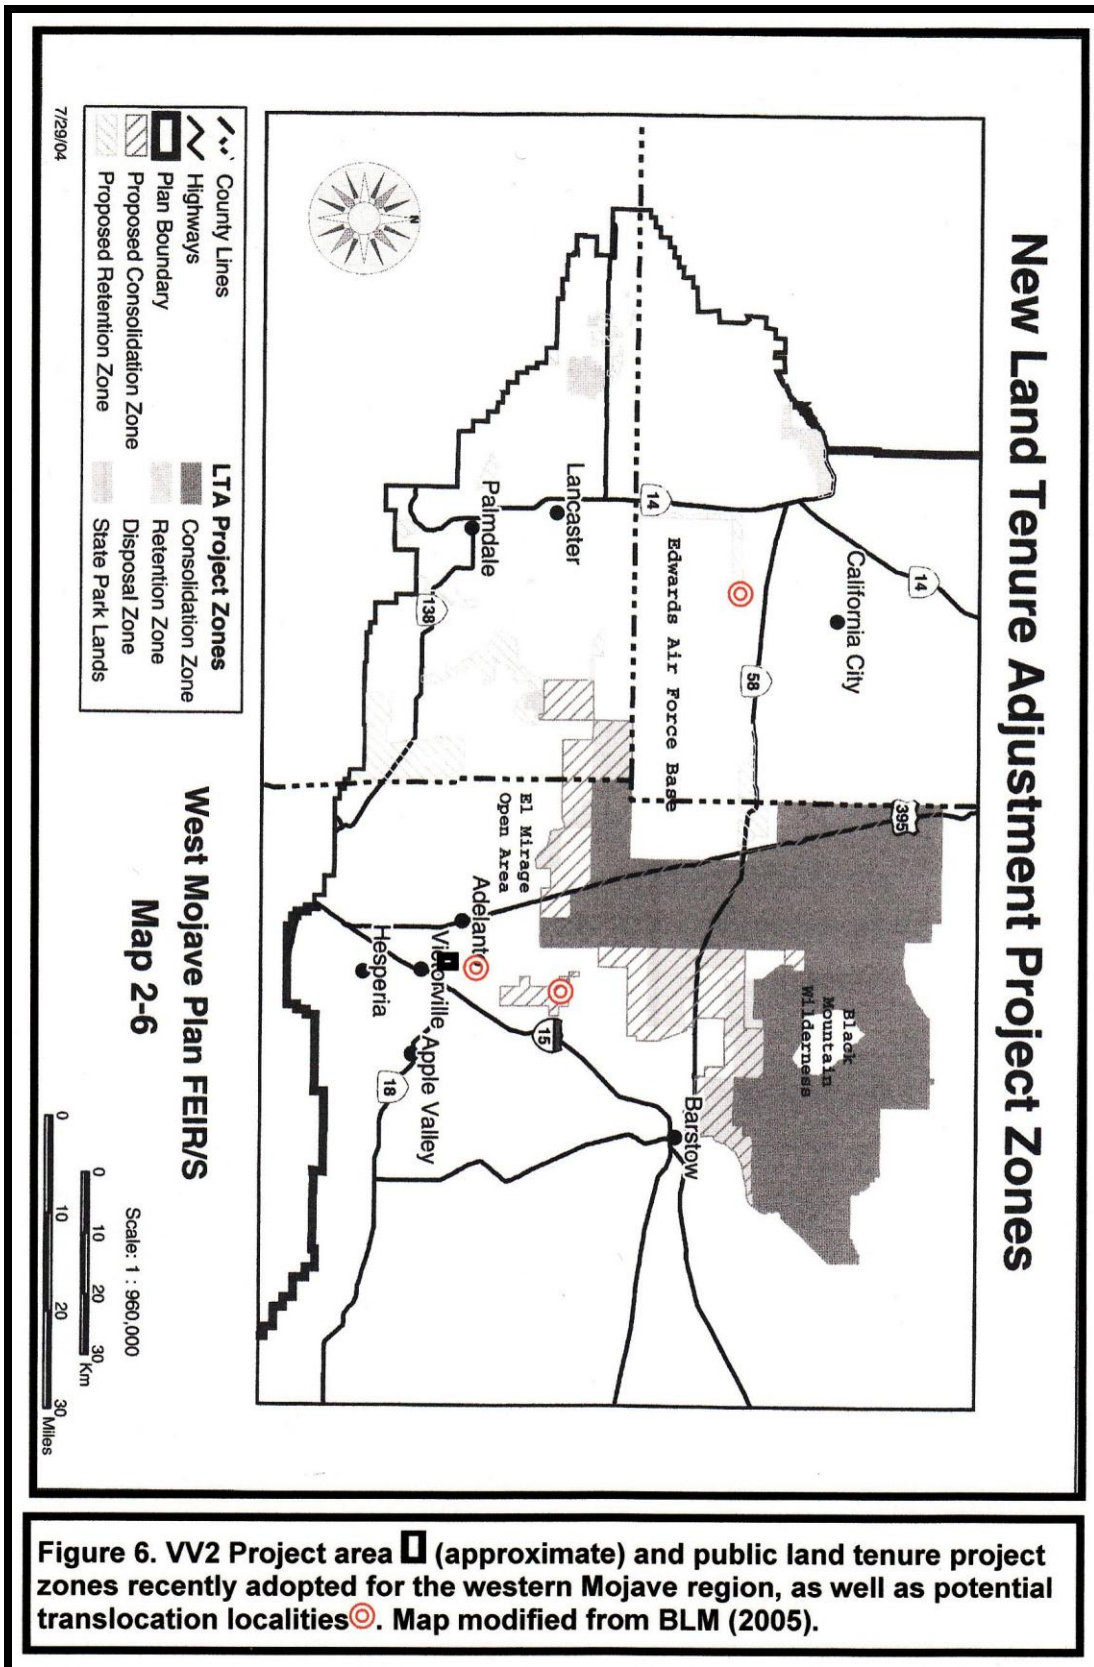 New Land Tenure Adjustment Project Zones
14
California City
395
Black
Mountain
Wilderness
58
Edwards Air Force Base
14
Barstow
Lancaster
Palmdale
El Mirage
Open Area
15
Adelanto
138
Victorville
Apple Valley
18
Hesperia
N
West Mojave Plan FEIR/S
Map 2-6
Scale: 1 : 960,000
0 10 20 30 Km
0 10 20 30 Miles
County Lines
Highways
Plan Boundary
Proposed Consolidation Zone
Proposed Retention Zone
LTA Project Zones
Consolidation Zone
Retention Zone
Disposal Zone
State Park Lands
7/29/04
Figure 6. VV2 Project area (approximate) and public land tenure project
zones recently adopted for the western Mojave region, as well as potential
translocation localities. Map modified from BLM (2005).